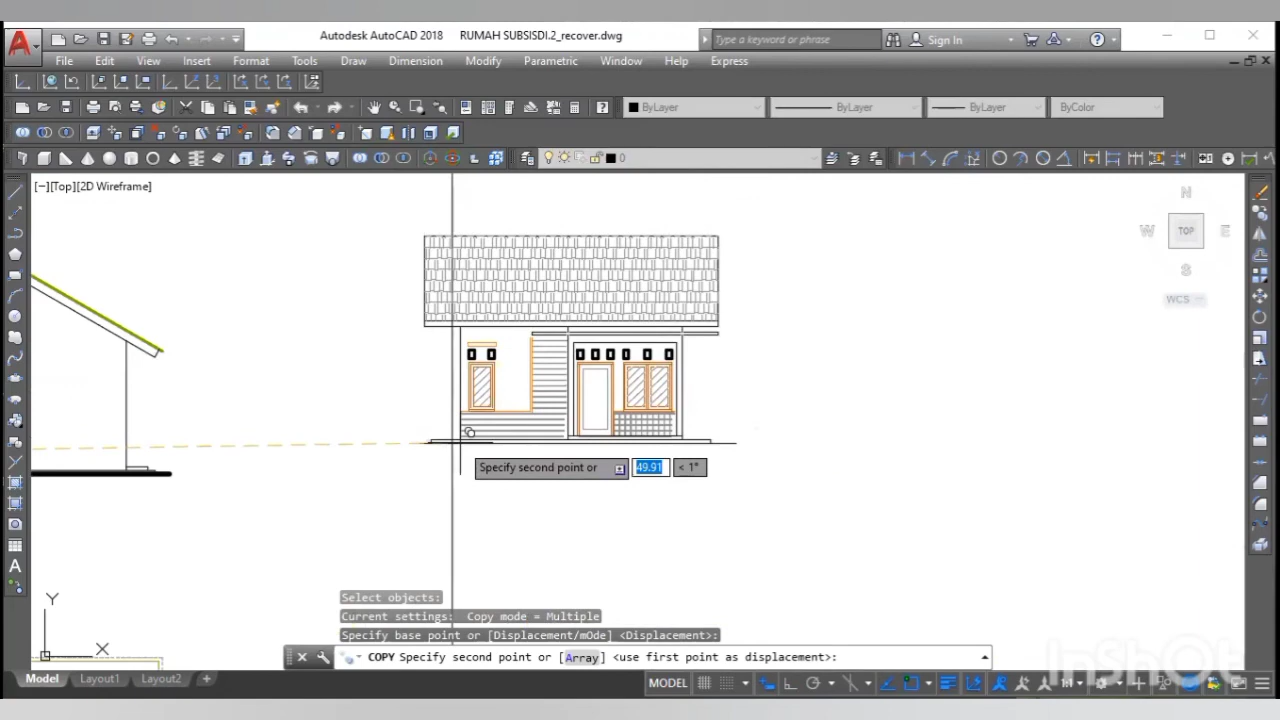 Autodesk AutoCAD 2018 RUMAH SUBSISDI.2_recover.dwg
Type a keyword or phrase
Sign In
File Edit View Insert Format Tools Draw Dimension Modify Parametric Window Help Express
ByLayer ByLayer ByLayer ByColor
0
[−][Top][2D Wireframe]
N
W TOP E
S
WCS
Specify second point or 49.91 < 1°
Select objects:
Current settings: Copy mode = Multiple
Specify base point or [Displacement/mOde] <Displacement>:
COPY Specify second point or [Array] <use first point as displacement>:
Y
X
Model Layout1 Layout2 +
MODEL 1:1
InShOt